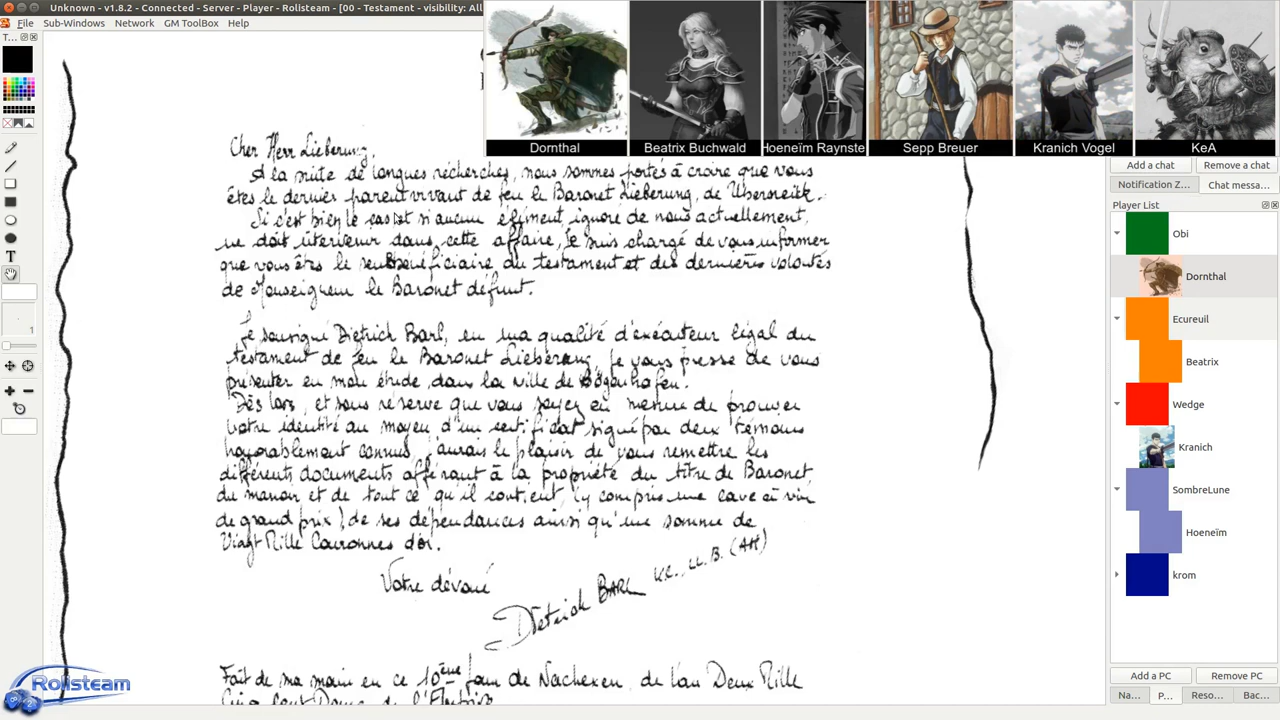 Unknown - v1.8.2 - Connected - Server - Player - Rolisteam - [00 - Testament - visibility: All
File Sub-Windows Network GM ToolBox Help
T...
1
Dornthal
Beatrix Buchwald
Hoeneïm Raynste
Sepp Breuer
Kranich Vogel
KeA
Cher Herr Lieberung
A la suite de longues recherches, nous sommes portés à croire que vous
êtes le dernier parent vivant de feu le Baronet Lieberung, de Ubersreik.
Si c'est bien le cas et si aucun élément, ignoré de nous actuellement,
ne doit intervenir dans cette affaire, je suis chargé de vous informer
que vous êtes le seul bénéficiaire du testament et des dernières volontés
de Monseigneur le Baronet défunt.
Je soussigné Dietrich Barl, en ma qualité d'exécuteur légal du
testament de feu le Baronet Lieberung, je vous presse de vous
présenter en mon étude, dans la ville de Bögenhafen.
Dès lors, et sous réserve que vous soyez en mesure de prouver
votre identité au moyen d'un certificat signé par deux témoins
honorablement connus, j'aurais le plaisir de vous remettre les
différents documents afférant à la propriété du titre de Baronet
du manoir et de tout ce qu'il contient, (y compris une cave à vin
de grand prix), de ses dépendances ainsi qu'une somme de
Vingt Mille Couronnes d'or.
Votre dévoué
Dietrich BARL
Fait de ma main en ce 10ème jour de Nachexen, de l'an Deux Mille
Cinq Cent Douze de l'Empire
Add a chat Remove a chat
Notification Z... Chat messa...
Player List
Obi
Dornthal
Ecureuil
Beatrix
Wedge
Kranich
SombreLune
Hoeneïm
krom
Add a PC Remove PC
Na... P... Reso... Bac...
Rolisteam